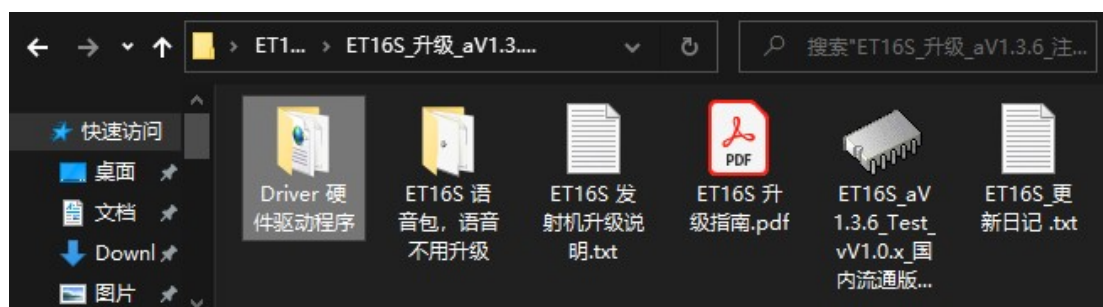 ET1... › ET16S_升级_aV1.3....
搜索"ET16S_升级_aV1.3.6_注...
快速访问
桌面
文档
Downl
图片
Driver 硬
件驱动程序
ET16S 语
音包，语音
不用升级
ET16S 发
射机升级说
明.txt
PDF
ET16S 升
级指南.pdf
ET16S_aV
1.3.6_Test_
vV1.0.x_国
内流通版...
ET16S_更
新日记 .txt